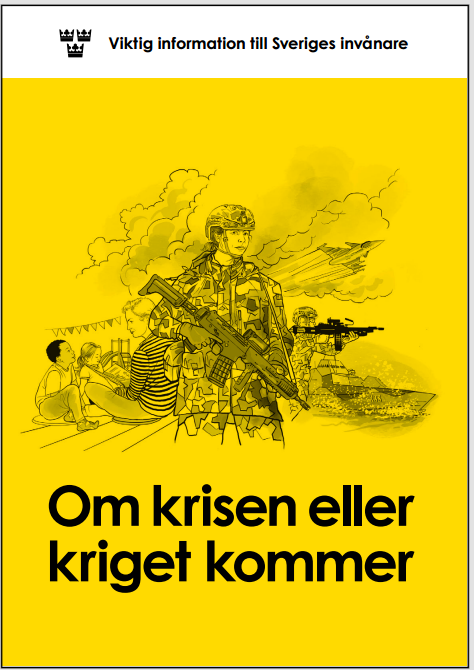 Viktig information till Sveriges invånare
Om krisen eller
kriget kommer